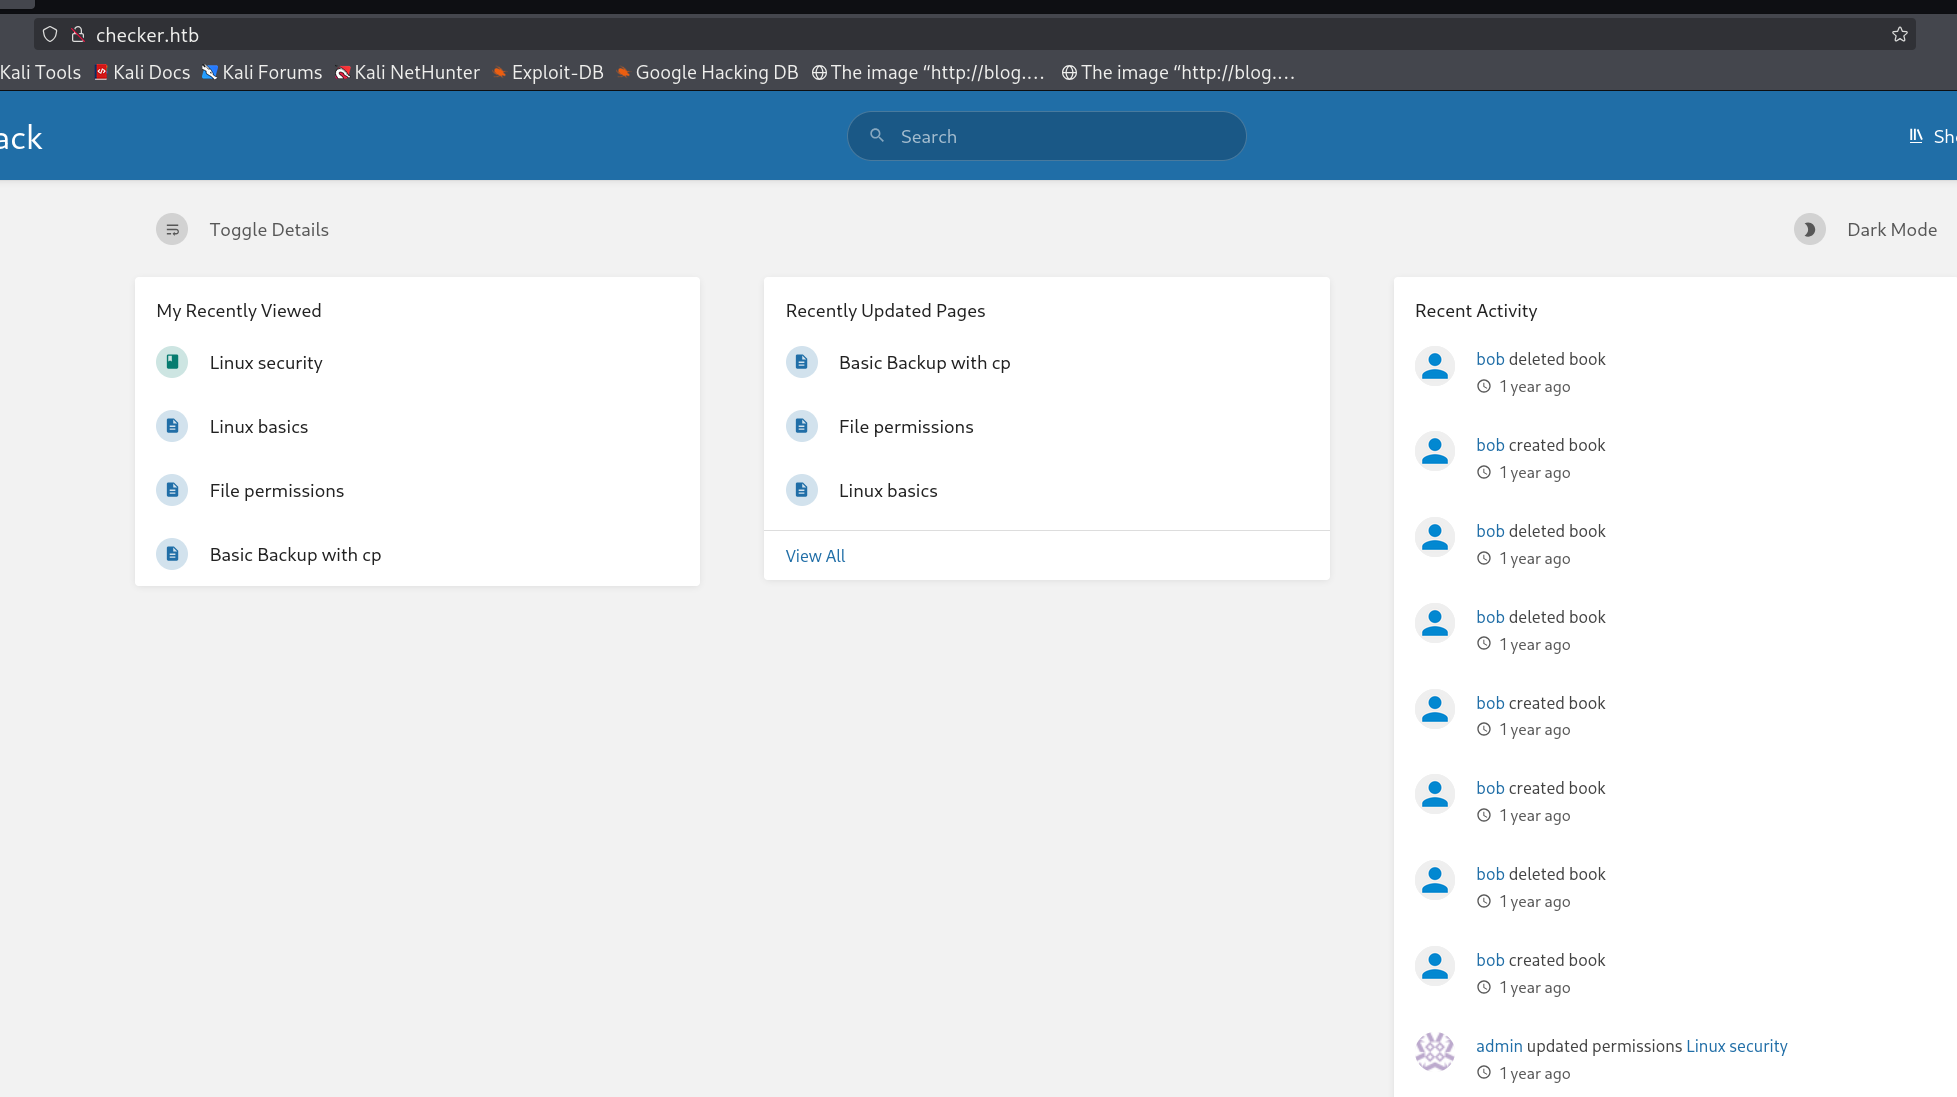 checker.htb
Kali Tools Kali Docs Kali Forums Kali NetHunter Exploit-DB Google Hacking DB The image “http://blog.... The image “http://blog....
ack Search Sh
Toggle Details Dark Mode
My Recently Viewed
Linux security
Linux basics
File permissions
Basic Backup with cp
Recently Updated Pages
Basic Backup with cp
File permissions
Linux basics
View All
Recent Activity
bob deleted book
1 year ago
bob created book
1 year ago
bob deleted book
1 year ago
bob deleted book
1 year ago
bob created book
1 year ago
bob created book
1 year ago
bob deleted book
1 year ago
bob created book
1 year ago
admin updated permissions Linux security
1 year ago